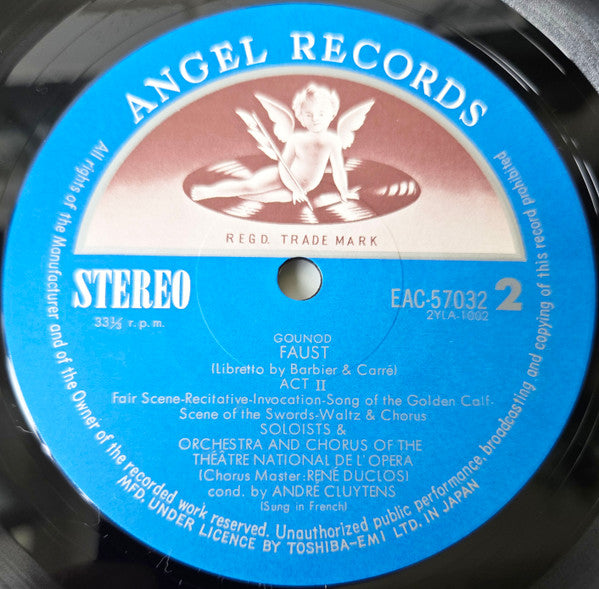 ANGEL RECORDS
REGD. TRADE MARK
STEREO
33⅓ r.p.m.
EAC-57032 2
2YLA-1002
GOUNOD
FAUST
(Libretto by Barbier & Carré)
ACT II
Fair Scene-Recitative-Invocation-Song of the Golden Calf-
Scene of the Swords-Waltz & Chorus
SOLOISTS &
ORCHESTRA AND CHORUS OF THE
THÉÂTRE NATIONAL DE L'OPERA
(Chorus Master: RENÉ DUCLOS)
cond. by ANDRÉ CLUYTENS
(Sung in French)
All rights of the Manufacturer and of the Owner of the recorded work reserved. Unauthorized public performance, broadcasting and copying of this record prohibited
MFD. UNDER LICENCE BY TOSHIBA-EMI LTD. IN JAPAN